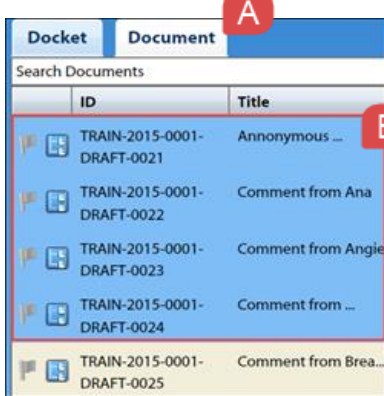 A
Docket Document
Search Documents
ID Title
TRAIN-2015-0001- Annonymous ...
DRAFT-0021
TRAIN-2015-0001- Comment from Ana
DRAFT-0022
TRAIN-2015-0001- Comment from Angie
DRAFT-0023
TRAIN-2015-0001- Comment from ...
DRAFT-0024
TRAIN-2015-0001- Comment from Brea...
DRAFT-0025